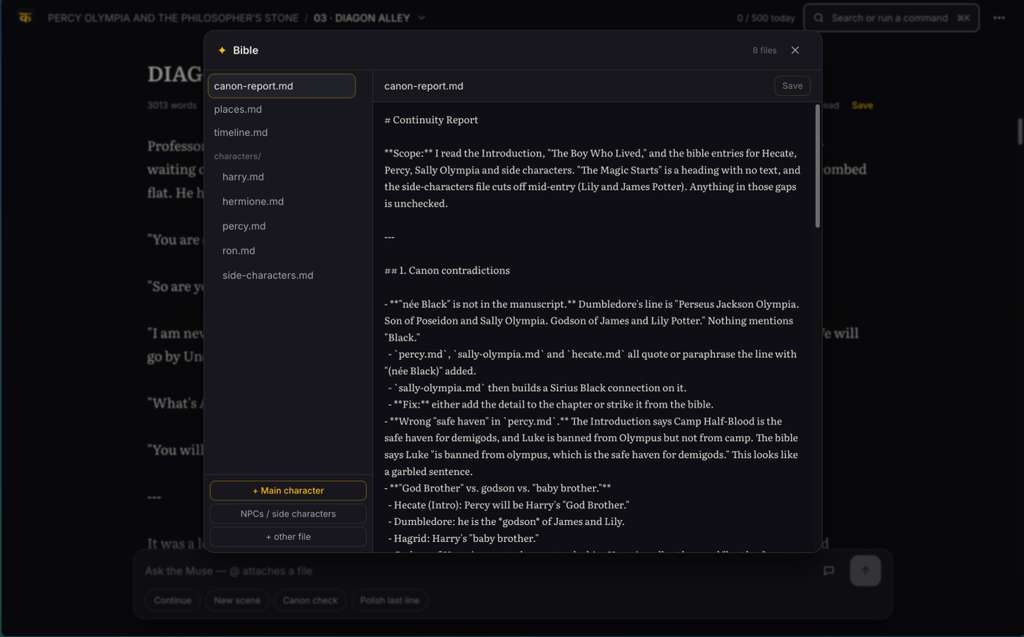 PERCY OLYMPIA AND THE PHILOSOPHER'S STONE / 03 · DIAGON ALLEY
0 / 500 today
Search or run a command ⌘K
Bible
8 files
DIAG
3013 words
ead
Save
Professor
waiting
ombed
flat. He h
"You are
"So are yo
"I am nev
e will
go by Un
"What's
"You will
---
It was a
canon-report.md
places.md
timeline.md
characters/
harry.md
hermione.md
percy.md
ron.md
side-characters.md
+ Main character
NPCs / side characters
+ other file
canon-report.md
Save
# Continuity Report
**Scope:** I read the Introduction, "The Boy Who Lived," and the bible entries for Hecate,
Percy, Sally Olympia and side characters. "The Magic Starts" is a heading with no text, and
the side-characters file cuts off mid-entry (Lily and James Potter). Anything in those gaps
is unchecked.
---
## 1. Canon contradictions
- **"née Black" is not in the manuscript.** Dumbledore's line is "Perseus Jackson Olympia.
Son of Poseidon and Sally Olympia. Godson of James and Lily Potter." Nothing mentions
"Black."
- `percy.md`, `sally-olympia.md` and `hecate.md` all quote or paraphrase the line with
"(née Black)" added.
- `sally-olympia.md` then builds a Sirius Black connection on it.
- **Fix:** either add the detail to the chapter or strike it from the bible.
- **Wrong "safe haven" in `percy.md`.** The Introduction says Camp Half-Blood is the
safe haven for demigods, and Luke is banned from Olympus but not from camp. The bible
says Luke "is banned from olympus, which is the safe haven for demigods." This looks like
a garbled sentence.
- **"God Brother" vs. godson vs. "baby brother."**
- Hecate (Intro): Percy will be Harry's "God Brother."
- Dumbledore: he is the *godson* of James and Lily.
- Hagrid: Harry's "baby brother."
Ask the Muse — @ attaches a file
Continue
New scene
Canon check
Polish last line